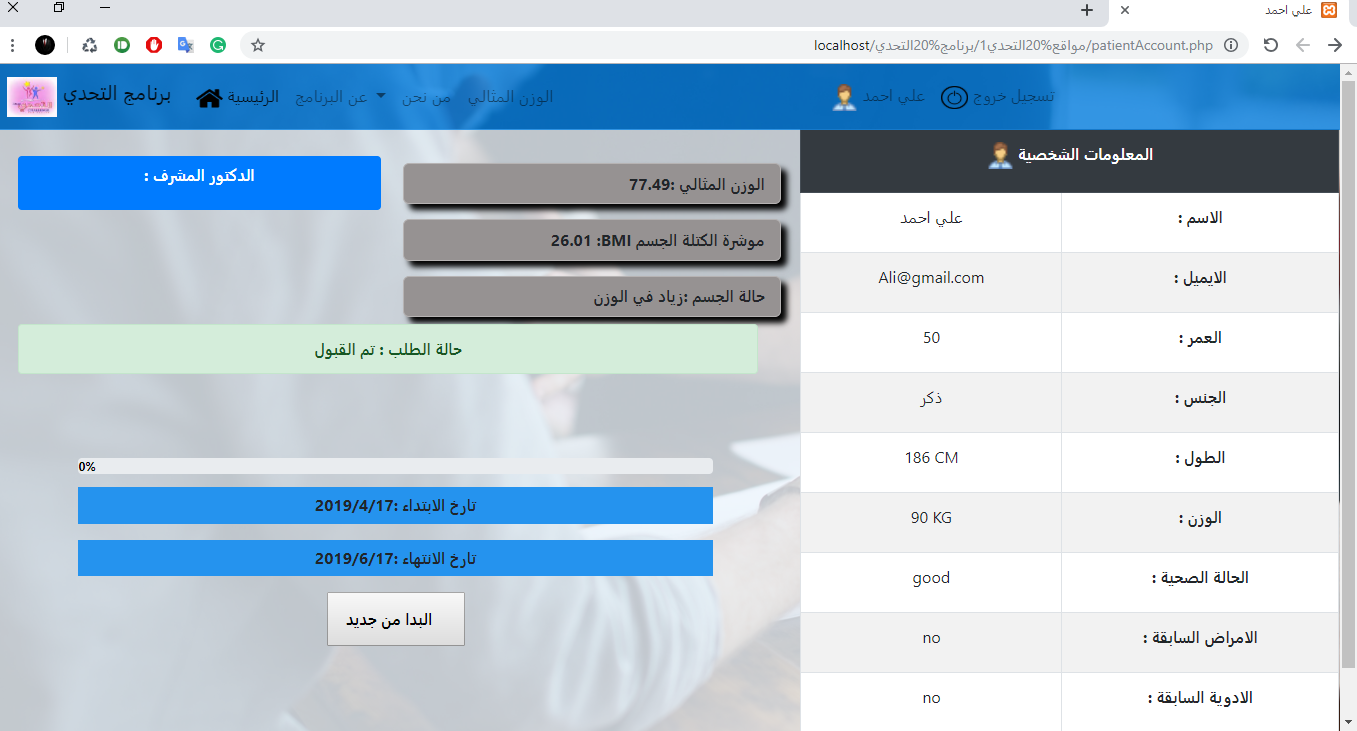 علي احمد
localhost/مواقع%20التحدي1/برنامج%20التحدي/patientAccount.php
برنامج التحدي
الرئيسية
عن البرنامج
من نحن
الوزن المثالي
علي احمد
تسجيل خروج
المعلومات الشخصية
الاسم :
علي احمد
الايميل :
Ali@gmail.com
العمر :
50
الجنس :
ذكر
الطول :
186 CM
الوزن :
90 KG
الحالة الصحية :
good
الامراض السابقة :
no
الادوية السابقة :
no
الوزن المثالي :77.49
موشرة الكتلة الجسم BMI: 26.01
حالة الجسم :زياد في الوزن
الدكتور المشرف :
حالة الطلب : تم القبول
0%
تارخ الابتداء :2019/4/17
تارخ الانتهاء :2019/6/17
البدا من جديد